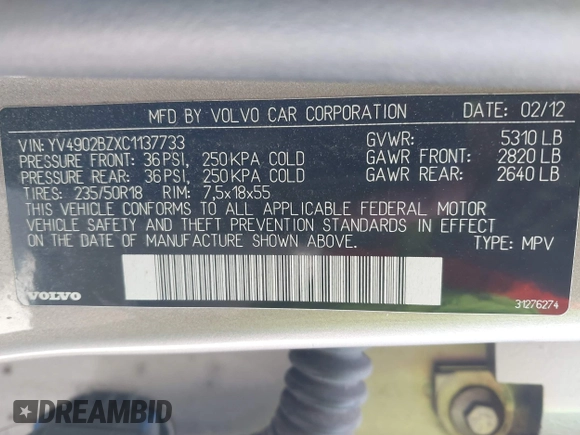 MFD BY VOLVO CAR CORPORATION DATE: 02/12
VIN: YV4902BZXC1137733 GVWR: 5310 LB
PRESSURE FRONT: 36 PSI, 250 KPA COLD GAWR FRONT: 2820 LB
PRESSURE REAR: 36 PSI, 250 KPA COLD GAWR REAR: 2640 LB
TIRES: 235/50R18 RIM: 7,5x18x55
THIS VEHICLE CONFORMS TO ALL APPLICABLE FEDERAL MOTOR
VEHICLE SAFETY AND THEFT PREVENTION STANDARDS IN EFFECT
ON THE DATE OF MANUFACTURE SHOWN ABOVE. TYPE: MPV
VOLVO 31276274
DREAMBID